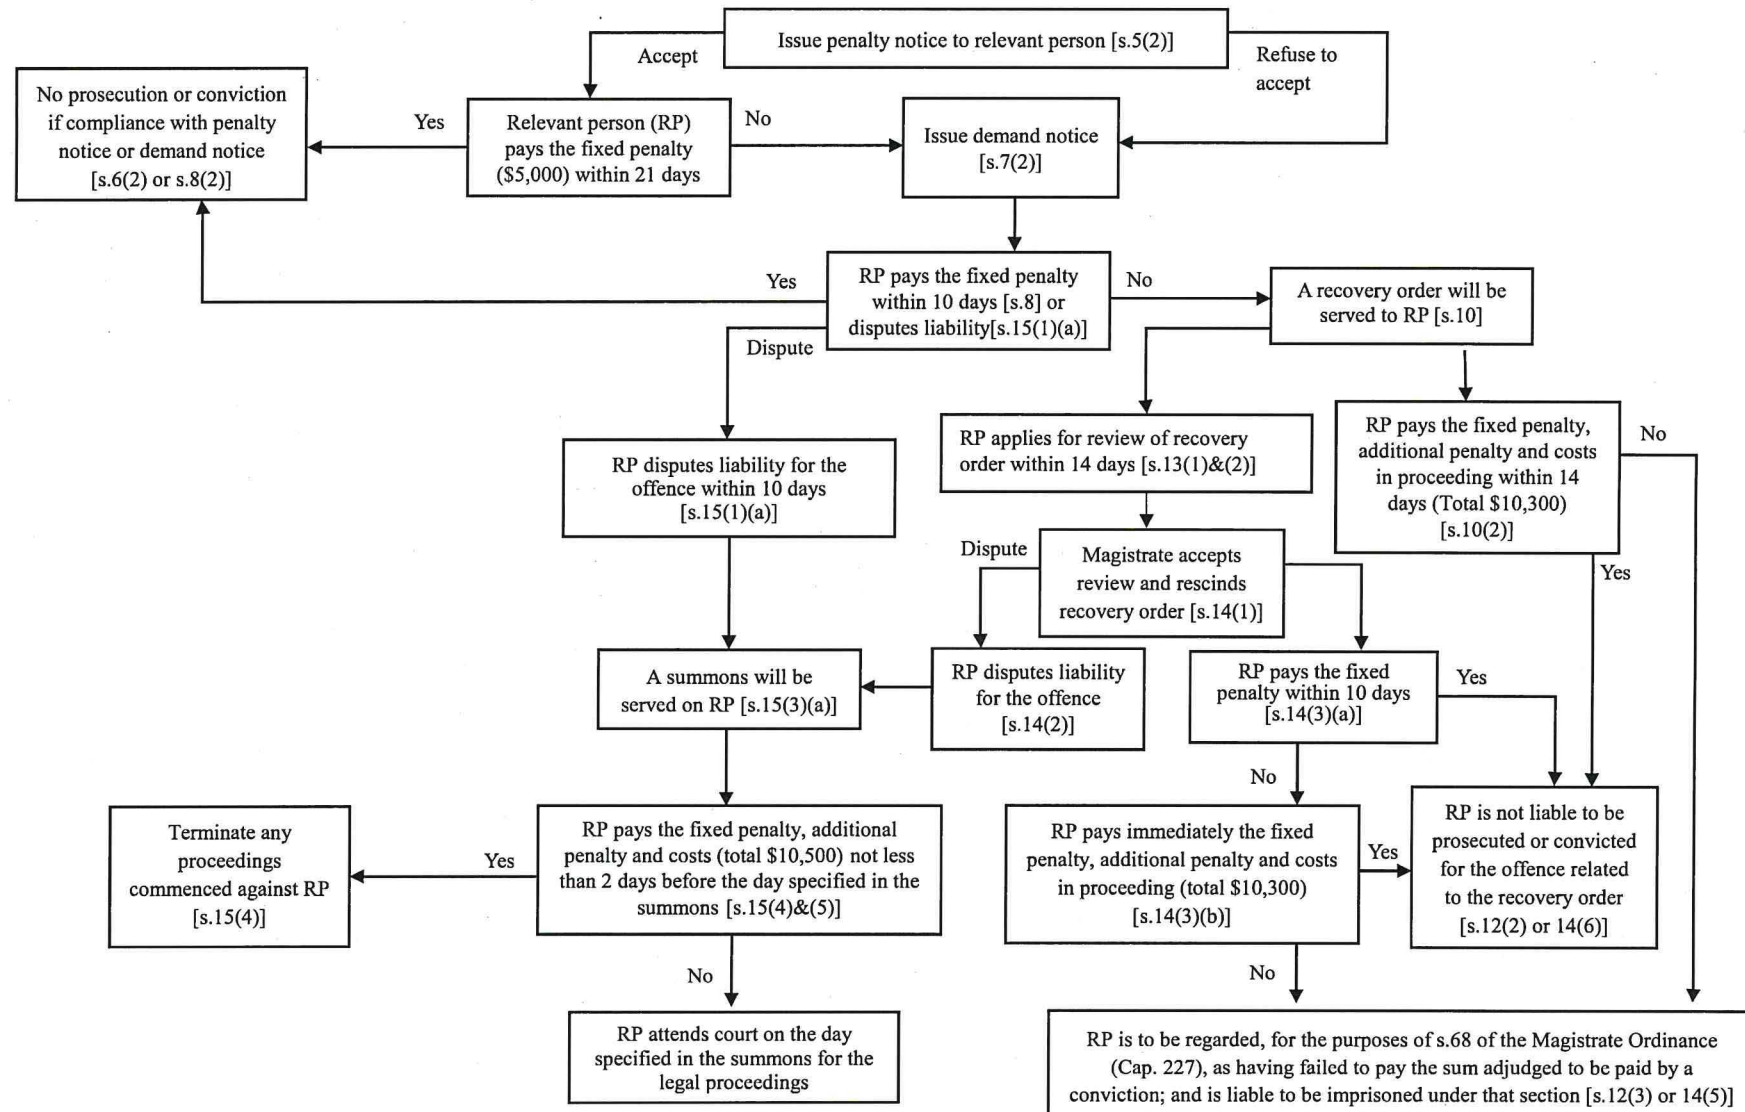 Issue penalty notice to relevant person [s.5(2)]
Accept
Refuse to
accept
No prosecution or conviction
if compliance with penalty
notice or demand notice
[s.6(2) or s.8(2)]
Yes
Relevant person (RP)
pays the fixed penalty
($5,000) within 21 days
No
Issue demand notice
[s.7(2)]
Yes
RP pays the fixed penalty
within 10 days [s.8] or
disputes liability[s.15(1)(a)]
No
A recovery order will be
served to RP [s.10]
Dispute
RP disputes liability for the
offence within 10 days
[s.15(1)(a)]
RP applies for review of recovery
order within 14 days [s.13(1)&(2)]
RP pays the fixed penalty,
additional penalty and costs
in proceeding within 14
days (Total $10,300)
[s.10(2)]
No
Yes
Dispute
Magistrate accepts
review and rescinds
recovery order [s.14(1)]
A summons will be
served on RP [s.15(3)(a)]
RP disputes liability
for the offence
[s.14(2)]
RP pays the fixed
penalty within 10 days
[s.14(3)(a)]
Yes
No
Terminate any
proceedings
commenced against RP
[s.15(4)]
Yes
RP pays the fixed penalty, additional
penalty and costs (total $10,500) not less
than 2 days before the day specified in the
summons [s.15(4)&(5)]
RP pays immediately the fixed
penalty, additional penalty and costs
in proceeding (total $10,300)
[s.14(3)(b)]
Yes
RP is not liable to be
prosecuted or convicted
for the offence related
to the recovery order
[s.12(2) or 14(6)]
No
No
RP attends court on the day
specified in the summons for the
legal proceedings
RP is to be regarded, for the purposes of s.68 of the Magistrate Ordinance
(Cap. 227), as having failed to pay the sum adjudged to be paid by a
conviction; and is liable to be imprisoned under that section [s.12(3) or 14(5)]